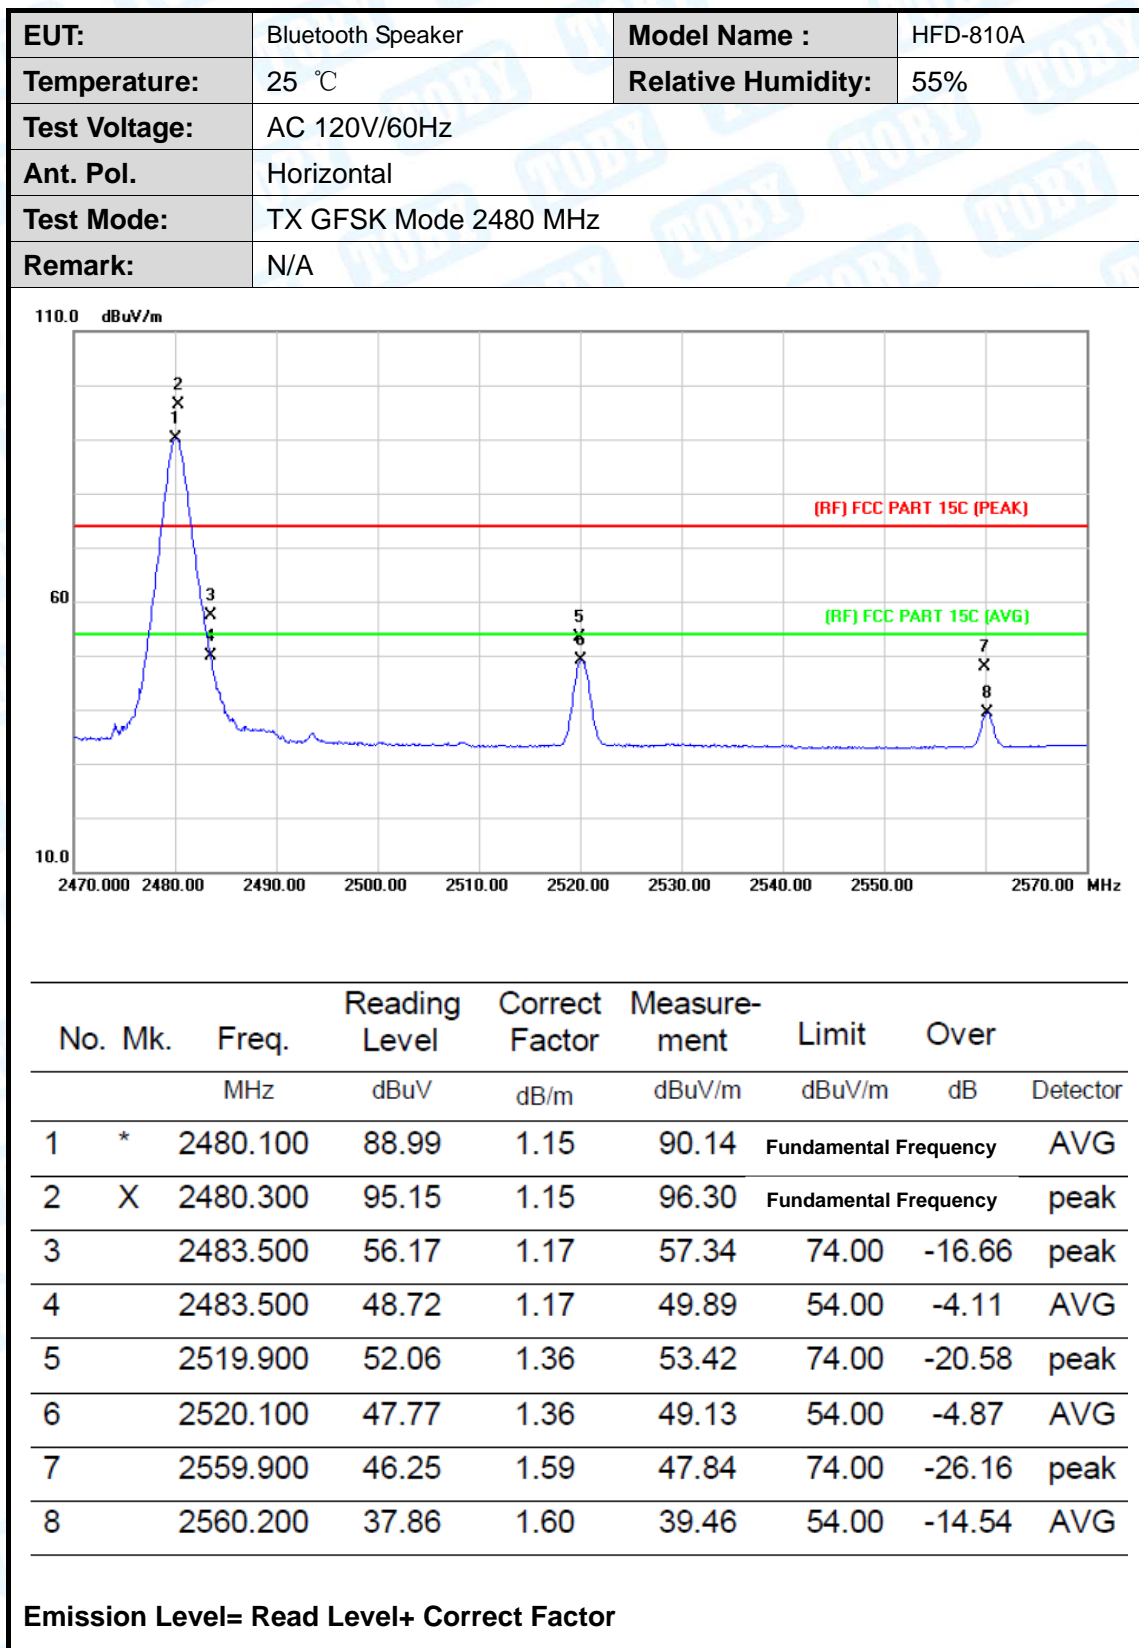 EUT: Bluetooth Speaker Model Name : HFD-810A
Temperature: 25 ℃ Relative Humidity: 55%
Test Voltage: AC 120V/60Hz
Ant. Pol. Horizontal
Test Mode: TX GFSK Mode 2480 MHz
Remark: N/A
110.0 dBuV/m
2
1
(RF) FCC PART 15C (PEAK)
60
3
5
(RF) FCC PART 15C (AVG)
4
6
7
8
10.0
2470.000 2480.00 2490.00 2500.00 2510.00 2520.00 2530.00 2540.00 2550.00 2570.00 MHz
No. Mk. Freq. Reading Level Correct Factor Measure-ment Limit Over
MHz dBuV dB/m dBuV/m dBuV/m dB Detector
1 * 2480.100 88.99 1.15 90.14 Fundamental Frequency AVG
2 X 2480.300 95.15 1.15 96.30 Fundamental Frequency peak
3 2483.500 56.17 1.17 57.34 74.00 -16.66 peak
4 2483.500 48.72 1.17 49.89 54.00 -4.11 AVG
5 2519.900 52.06 1.36 53.42 74.00 -20.58 peak
6 2520.100 47.77 1.36 49.13 54.00 -4.87 AVG
7 2559.900 46.25 1.59 47.84 74.00 -26.16 peak
8 2560.200 37.86 1.60 39.46 54.00 -14.54 AVG
Emission Level= Read Level+ Correct Factor